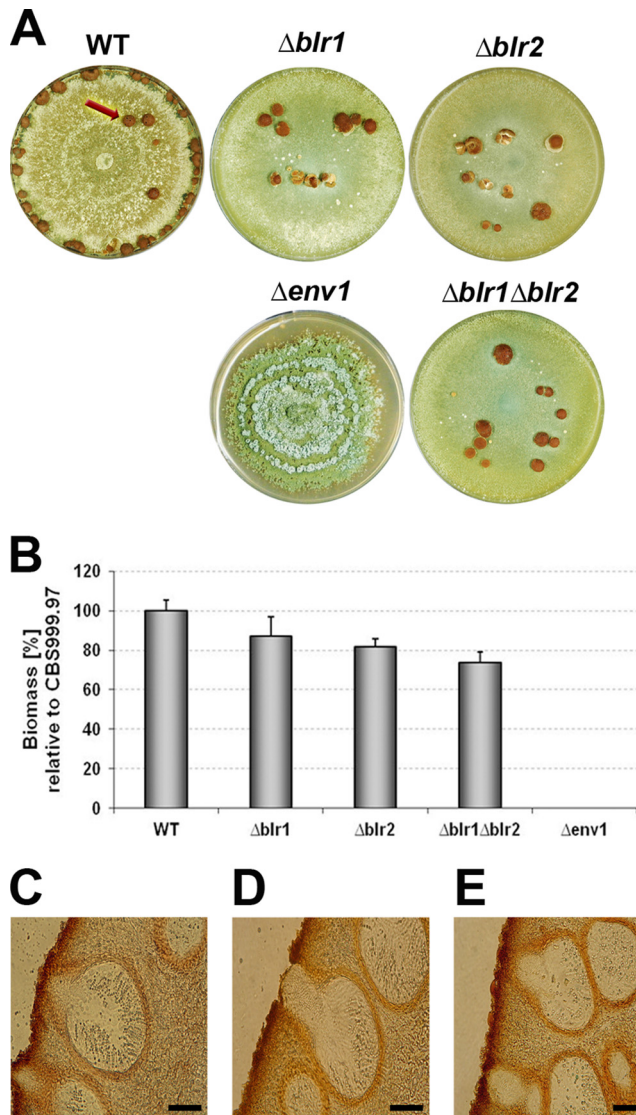 A
WT
Δblr1
Δblr2
Δenv1
Δblr1Δblr2
B
Biomass [%]
relative to CBS999.97
120
100
80
60
40
20
0
WT
Δblr1
Δblr2
Δblr1Δblr2
Δenv1
C
D
E